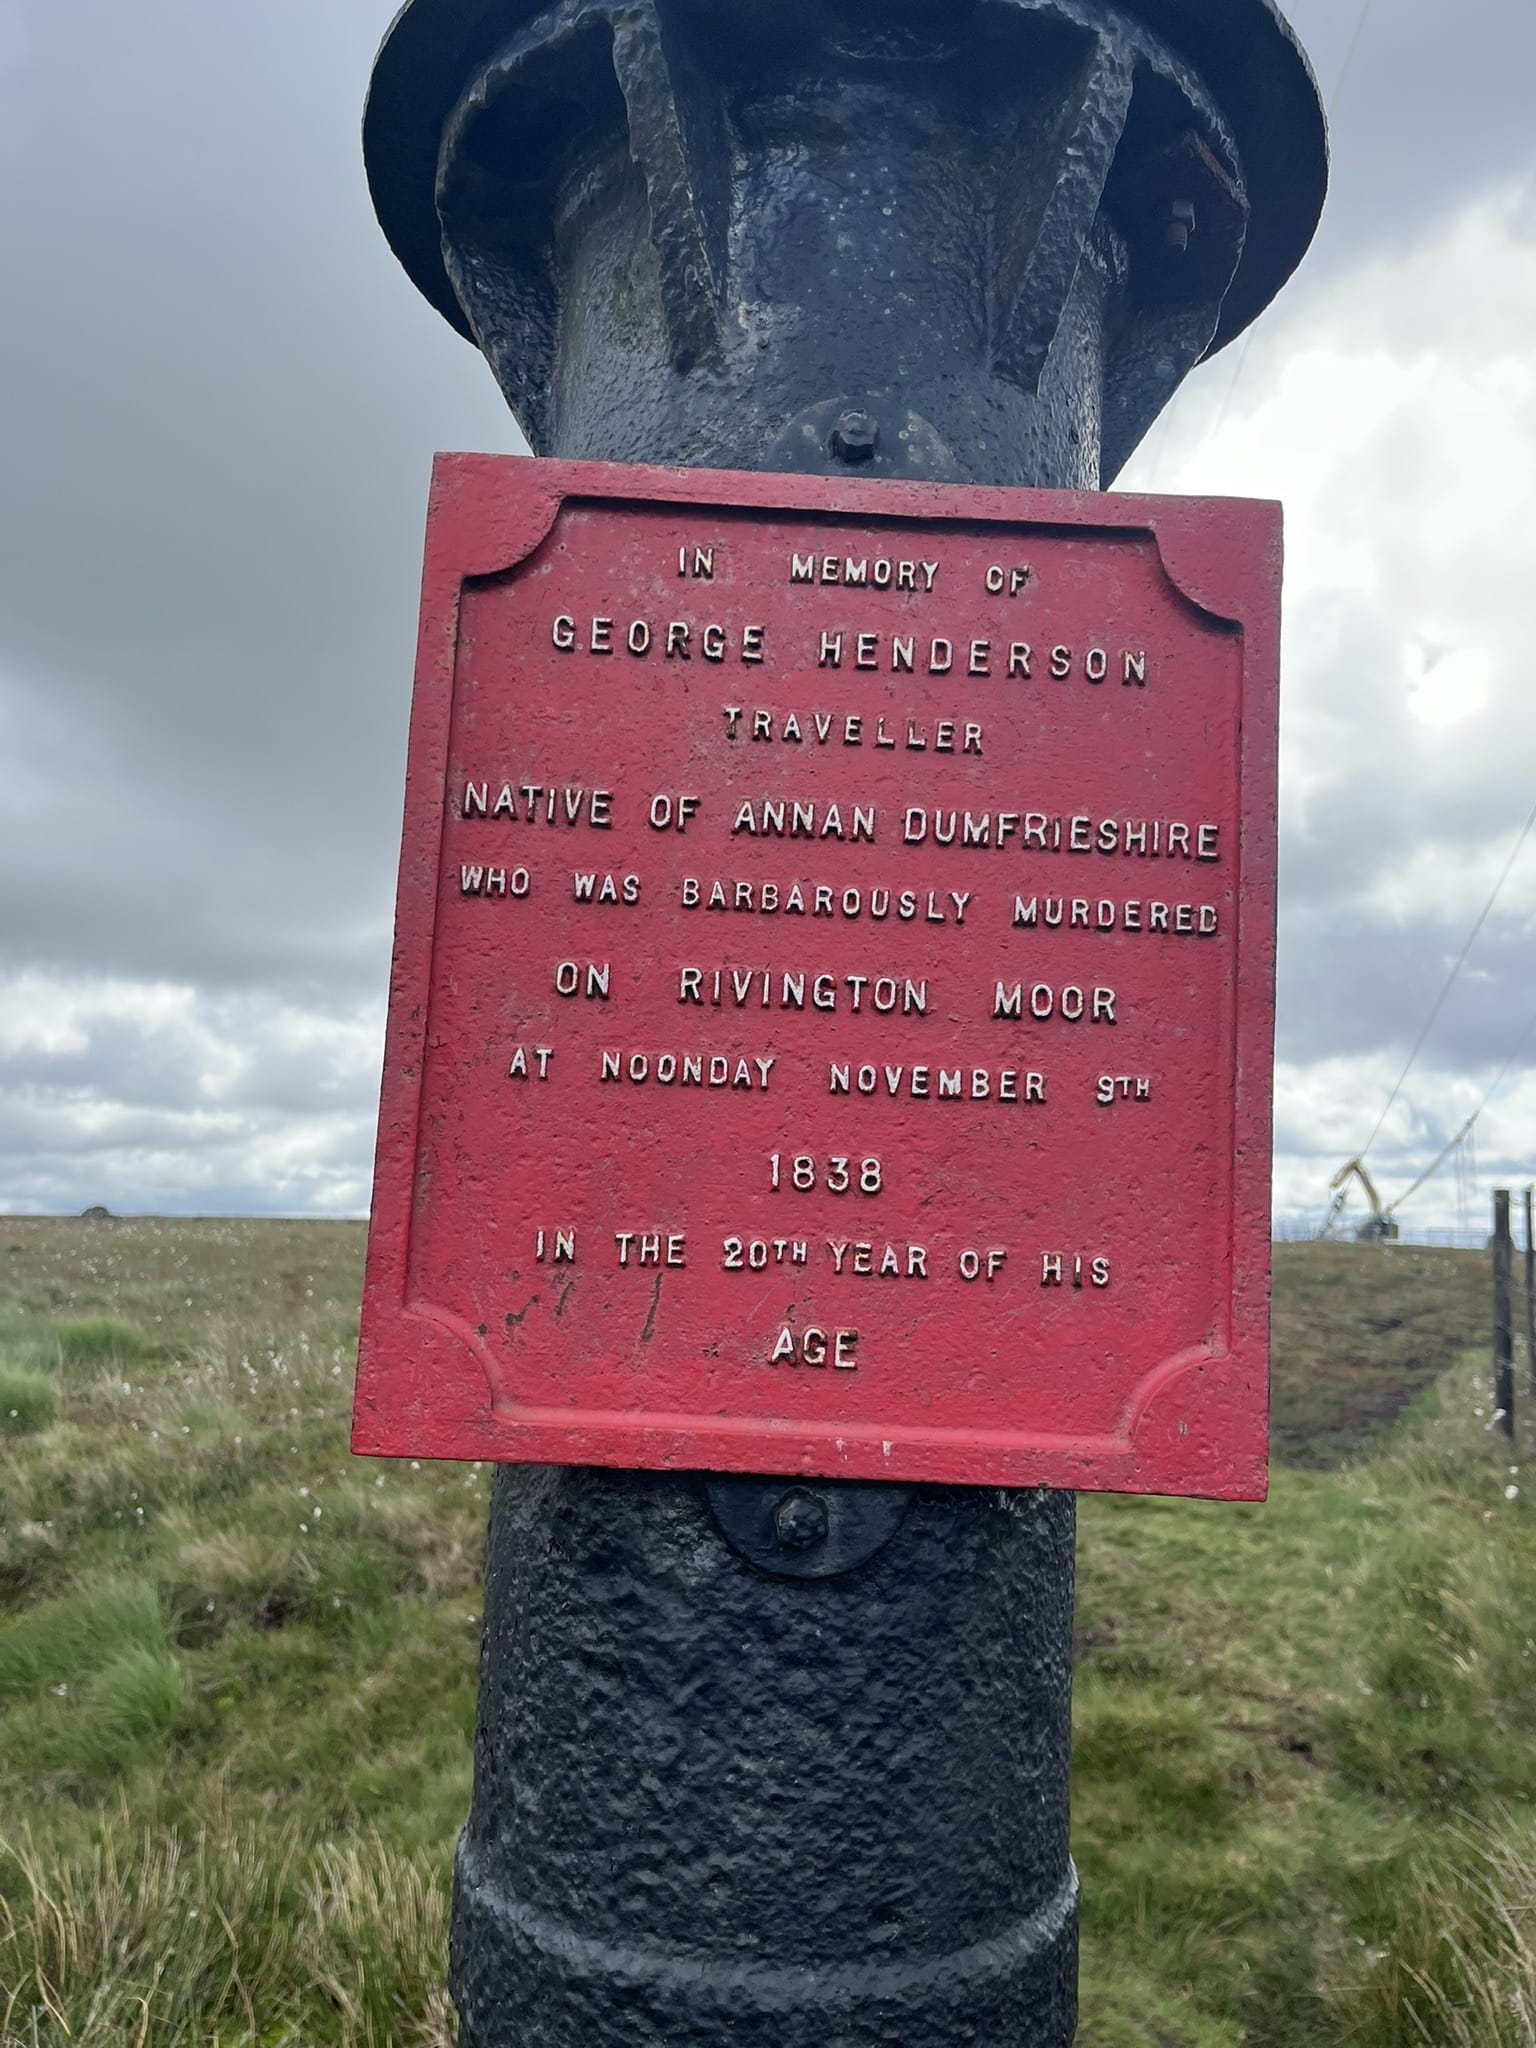 IN MEMORY OF
GEORGE HENDERSON
TRAVELLER
NATIVE OF ANNAN DUMFRIESHIRE
WHO WAS BARBAROUSLY MURDERED
ON RIVINGTON MOOR
AT NOONDAY NOVEMBER 9TH
1838
IN THE 20TH YEAR OF HIS
AGE